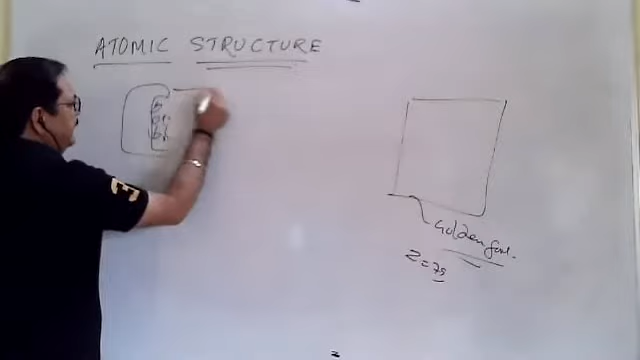 ATOMIC STRUCTURE
Golden foil.
Z = 79